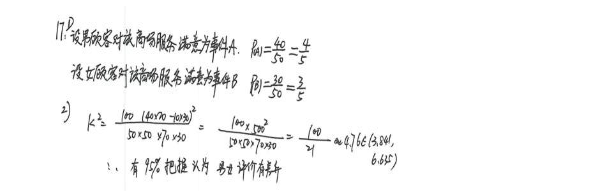 17. 1) 设男顾客对该商场服务满意为事件A. P(A)=40/50=4/5
设女顾客对该商场服务满意为事件B P(B)=30/50=3/5
2) K²=100(40×20-10×30)²/50×50×70×30=100×500²/50×50×70×30=100/21≈4.76∈(3.841,
6.635)
∴有95%把握认为 男女评价有差异